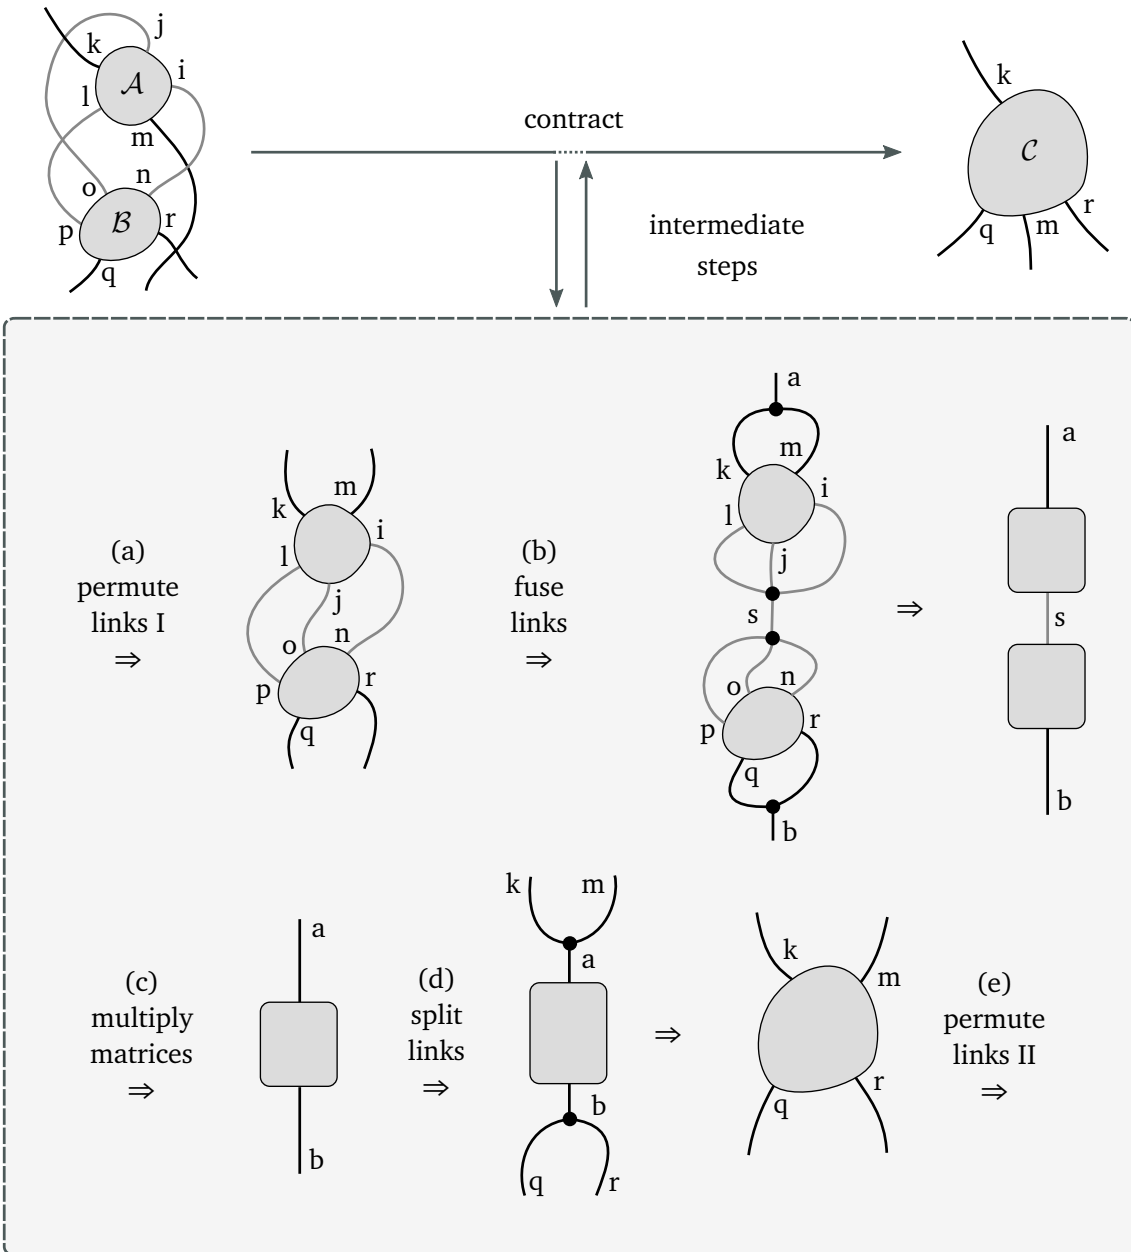 j
k
i
l
𝒜
m
n
o
p
ℬ
r
q
contract
intermediate
steps
k
𝒞
q
m
r
(a)
permute
links I
⇒
k
m
l
i
j
o
n
p
r
q
(b)
fuse
links
⇒
a
k
m
l
i
j
s
o
n
p
r
q
b
⇒
a
s
b
(c)
multiply
matrices
⇒
a
b
(d)
split
links
⇒
k
m
a
b
q
r
⇒
k
m
q
r
(e)
permute
links II
⇒